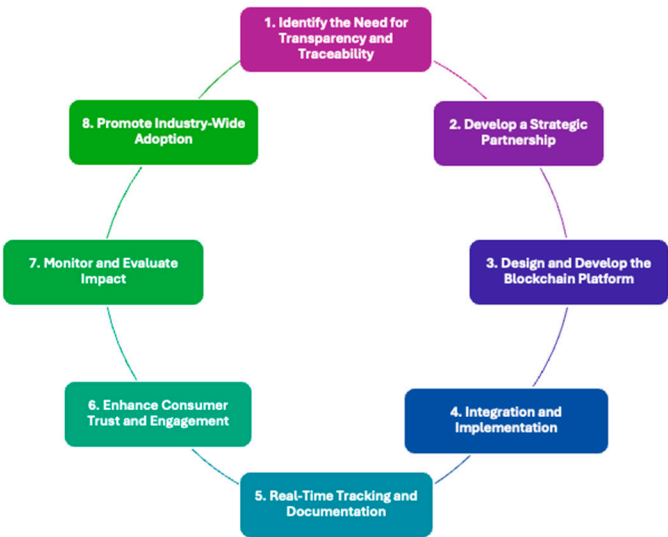 1. Identify the Need for
Transparency and
Traceability
2. Develop a Strategic
Partnership
3. Design and Develop the
Blockchain Platform
4. Integration and
Implementation
5. Real-Time Tracking and
Documentation
6. Enhance Consumer
Trust and Engagement
7. Monitor and Evaluate
Impact
8. Promote Industry-Wide
Adoption